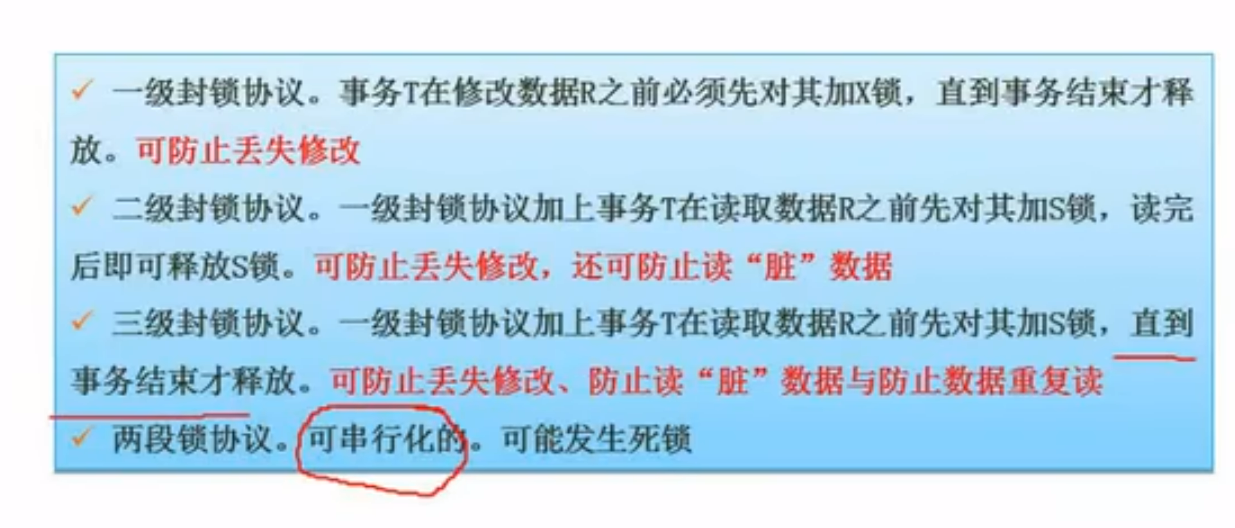 ✓ 一级封锁协议。事务T在修改数据R之前必须先对其加X锁，直到事务结束才释
放。可防止丢失修改
✓ 二级封锁协议。一级封锁协议加上事务T在读取数据R之前先对其加S锁，读完
后即可释放S锁。可防止丢失修改，还可防止读“脏”数据
✓ 三级封锁协议。一级封锁协议加上事务T在读取数据R之前先对其加S锁，直到
事务结束才释放。可防止丢失修改、防止读“脏”数据与防止数据重复读
✓ 两段锁协议。可串行化的。可能发生死锁